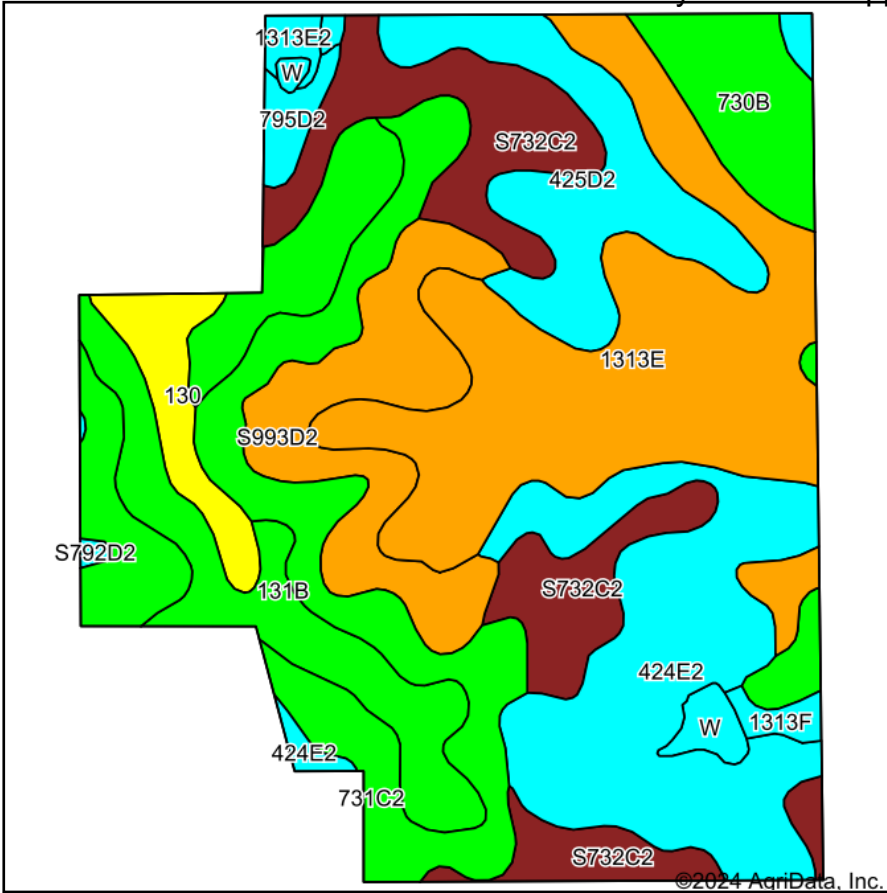 1313E2
W
795D2
730B
S732C2
425D2
1313E
130
S993D2
S792D2
131B
S732C2
424E2
W
1313F
424E2
731C2
S732C2
©2024 AgriData, Inc.